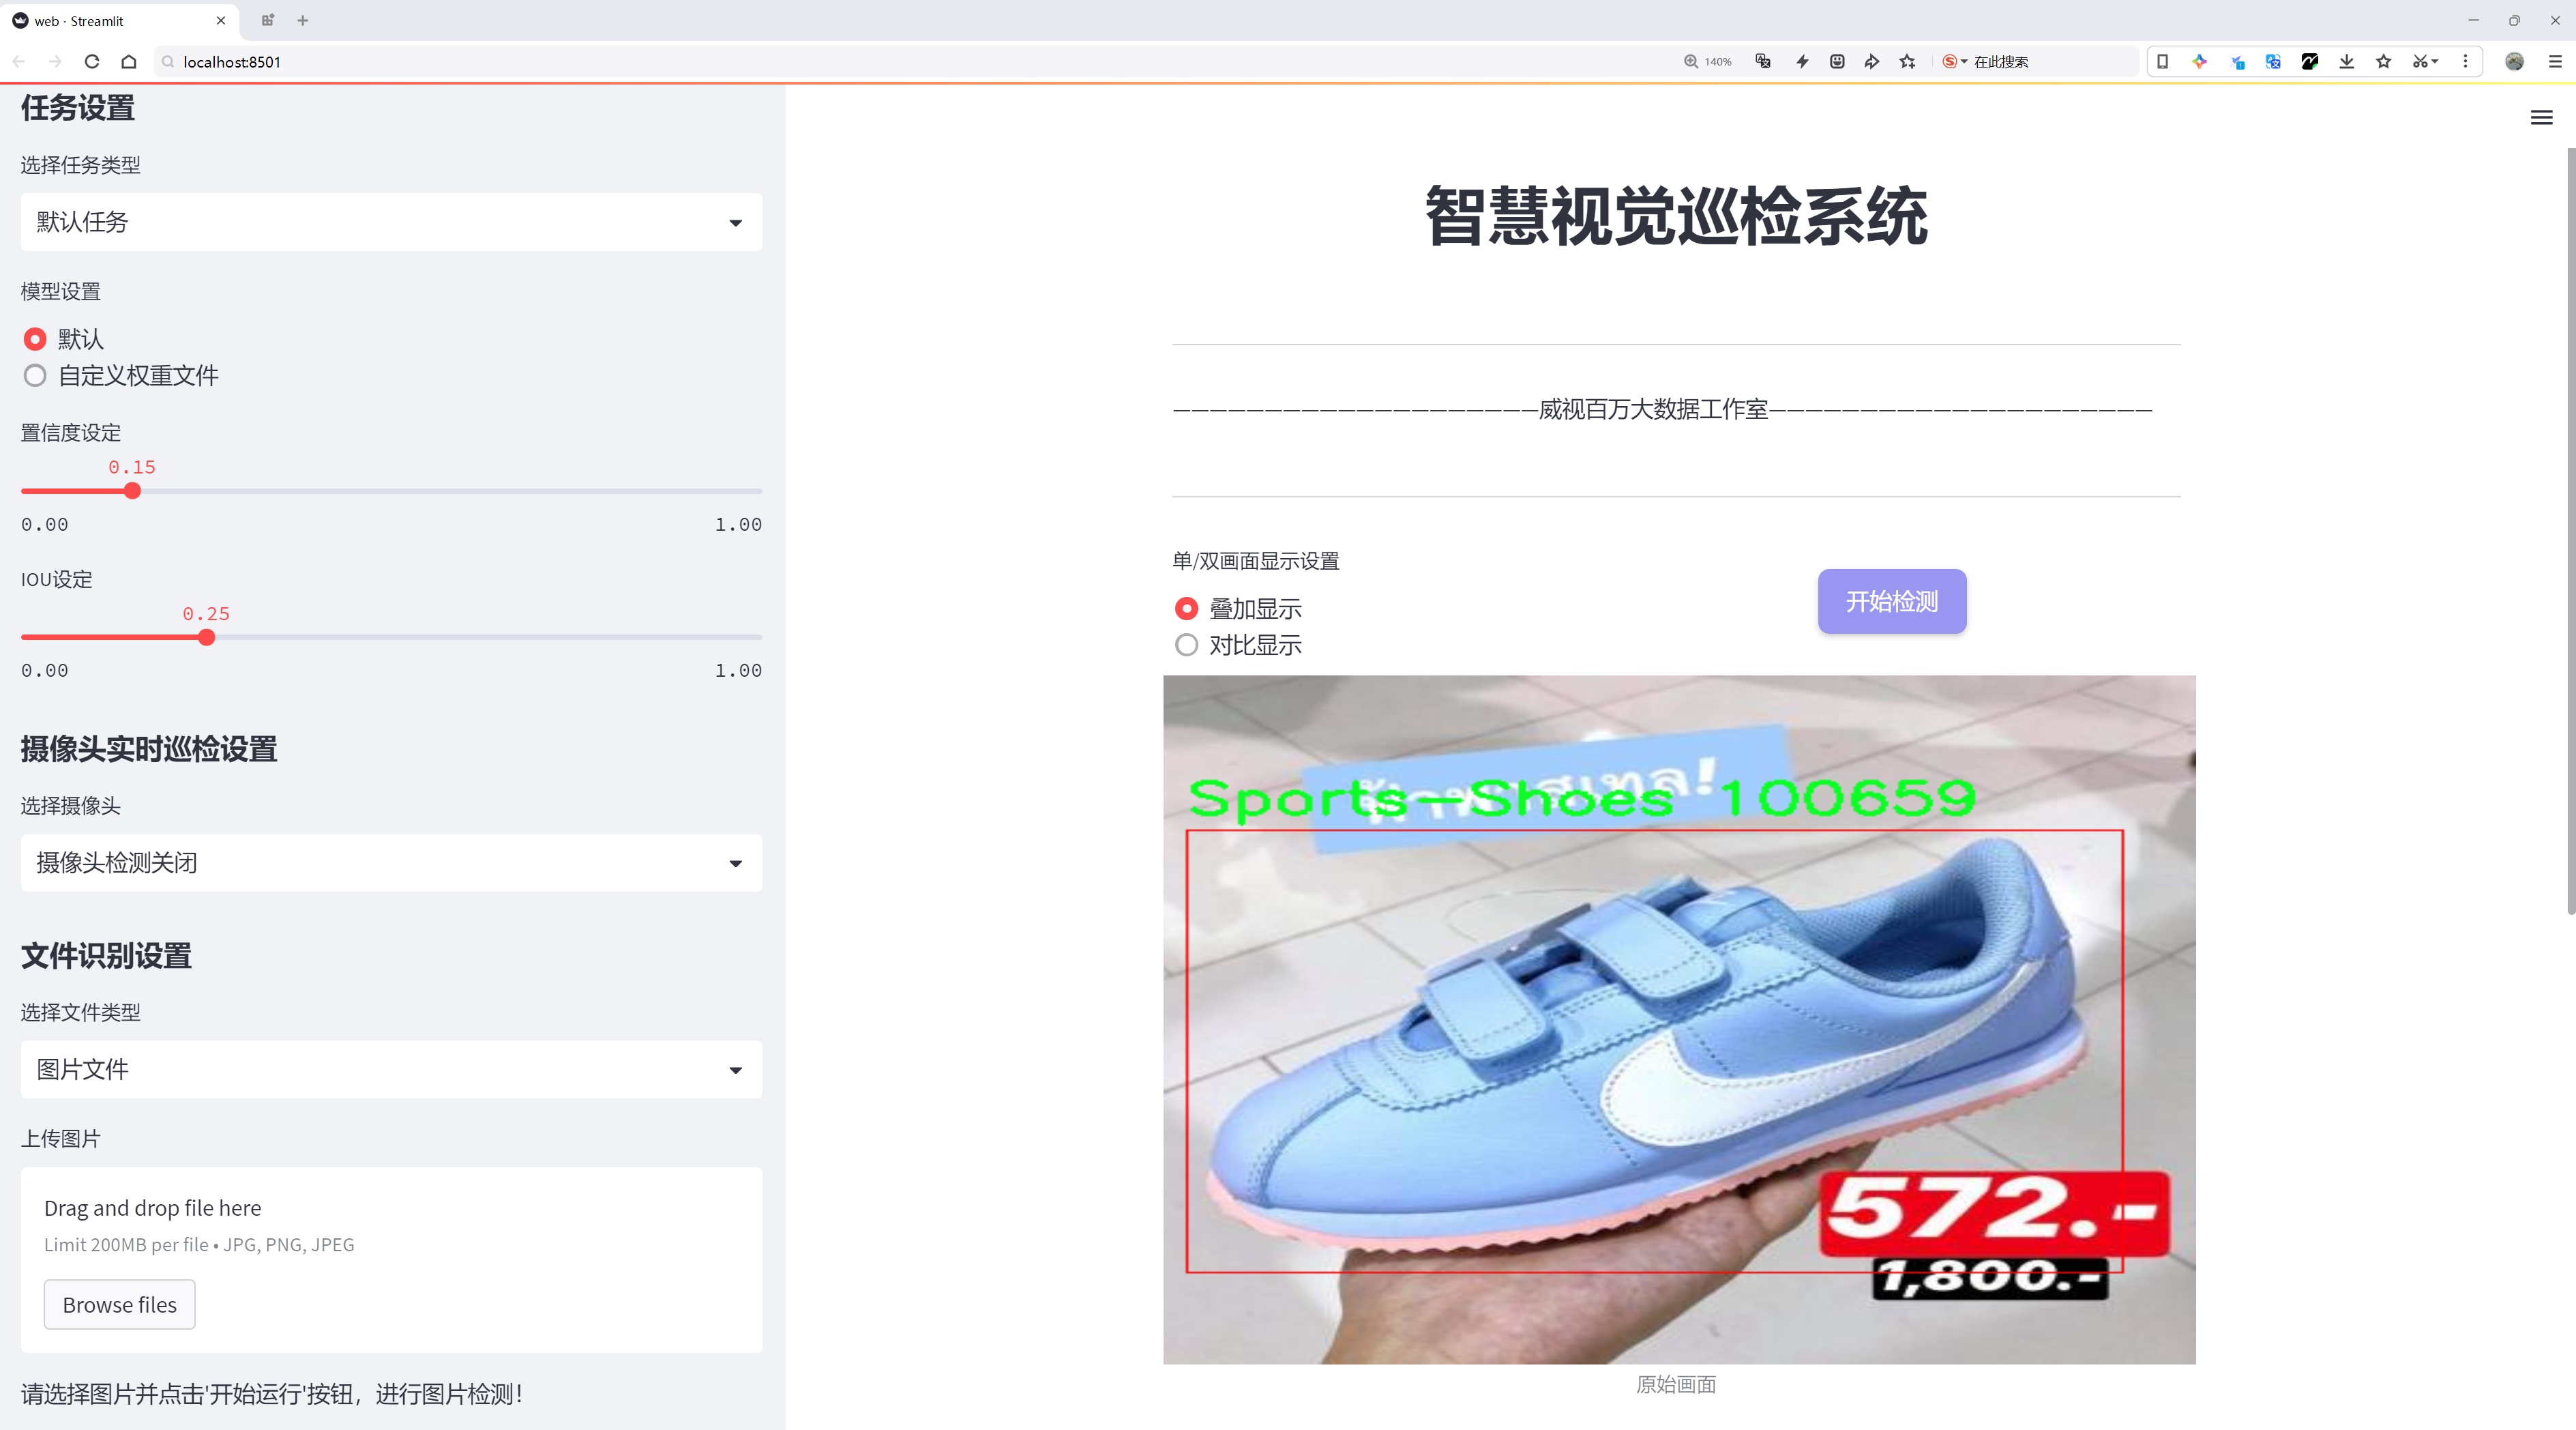 web · Streamlit
localhost:8501
140%
在此搜索
任务设置
选择任务类型
默认任务
模型设置
默认
自定义权重文件
置信度设定
0.15
0.00 1.00
IOU设定
0.25
0.00 1.00
摄像头实时巡检设置
选择摄像头
摄像头检测关闭
文件识别设置
选择文件类型
图片文件
上传图片
Drag and drop file here
Limit 200MB per file • JPG, PNG, JPEG
Browse files
请选择图片并点击'开始运行'按钮，进行图片检测！
智慧视觉巡检系统
————————————————————威视百万大数据工作室—————————————————————
单/双画面显示设置
叠加显示
对比显示
开始检测
Sports-Shoes 100659
572.-
1,800.-
原始画面